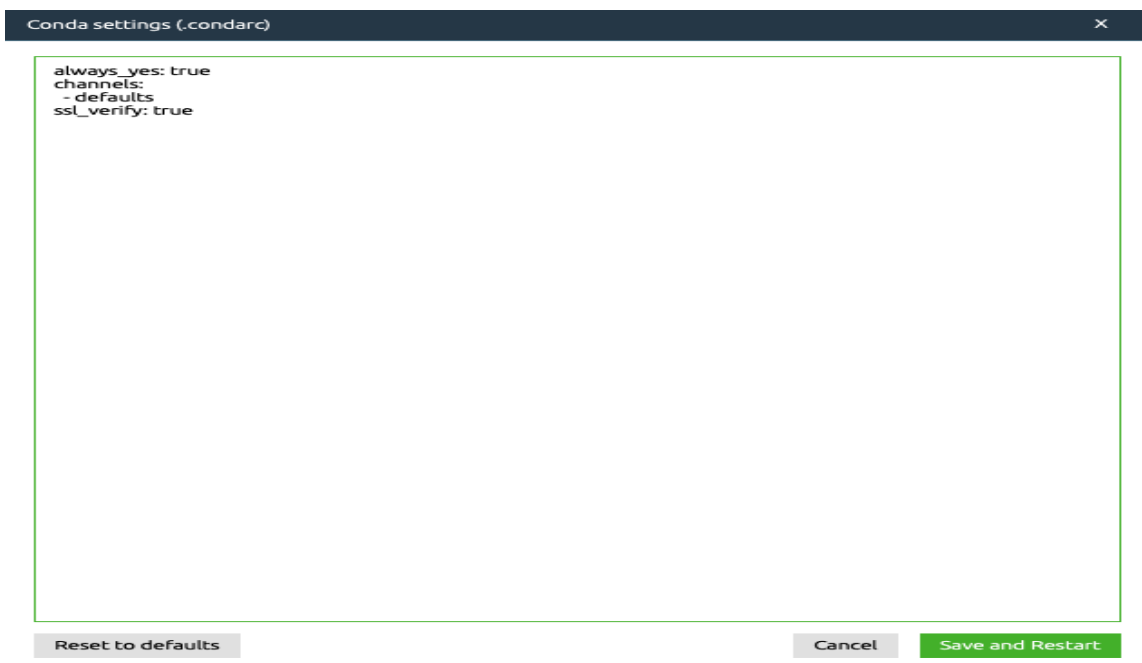 Conda settings (.condarc)
×
always_yes: true
channels:
  - defaults
ssl_verify: true
Reset to defaults
Cancel
Save and Restart